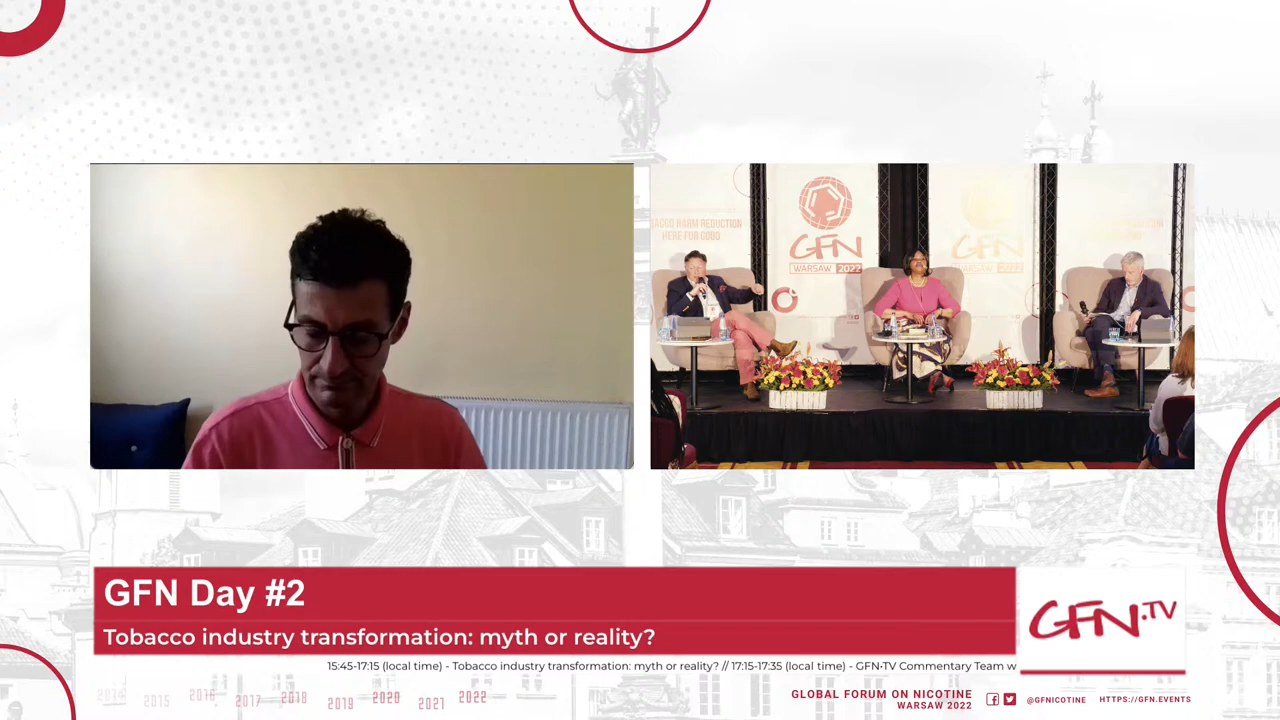 ACCO HARM REDUCTION
HERE FOR GOOD
GFN
WARSAW 2022
GFN
WARSAW 2022
GFN Day #2
Tobacco industry transformation: myth or reality?
GFN.TV
15:45-17:15 (local time) - Tobacco industry transformation: myth or reality? // 17:15-17:35 (local time) - GFN-TV Commentary Team w
2014 2015 2016 2017 2018 2019 2020 2021 2022
GLOBAL FORUM ON NICOTINE
WARSAW 2022
@GFNICOTINE
HTTPS://GFN.EVENTS